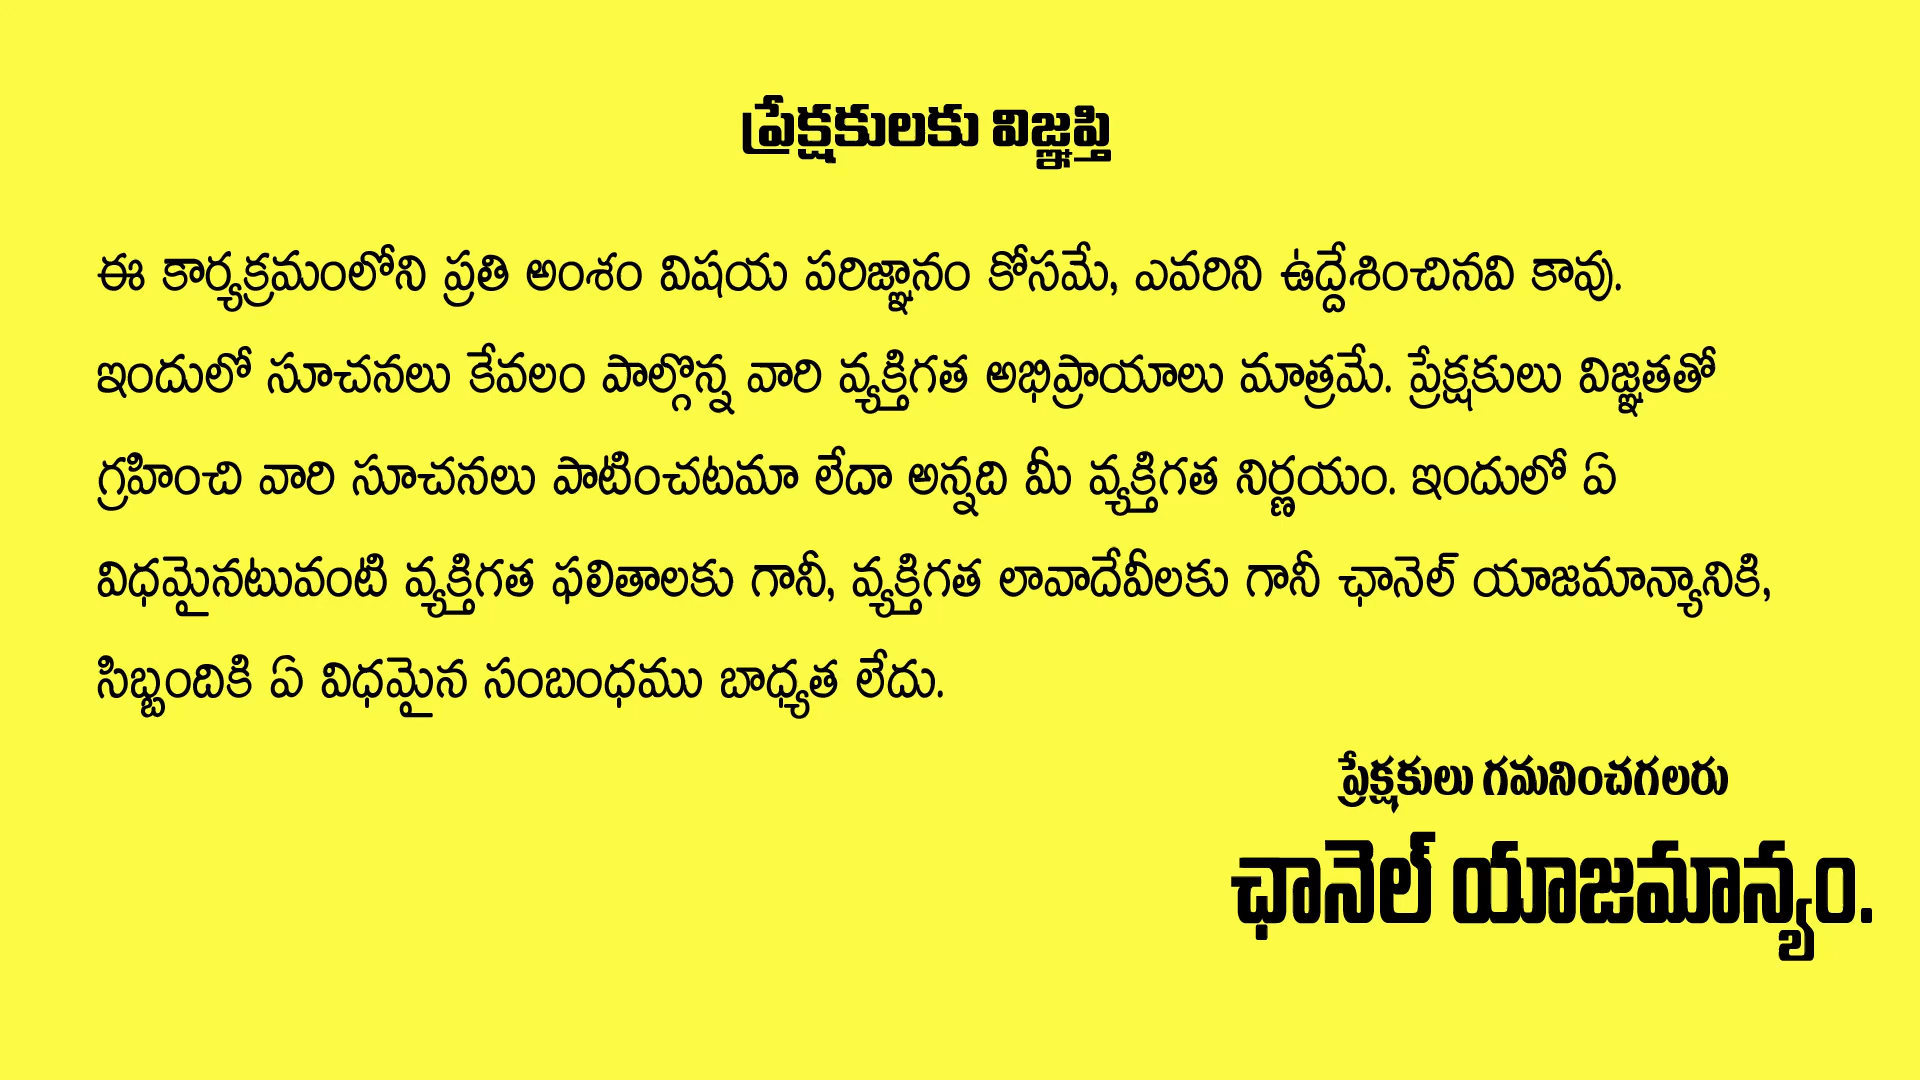 ప్రేక్షకులకు విజ్ఞప్తి
ఈ కార్యక్రమంలోని ప్రతి అంశం విషయ పరిజ్ఞానం కోసమే, ఎవరిని ఉద్దేశించినవి కావు.
ఇందులో సూచనలు కేవలం పాల్గొన్న వారి వ్యక్తిగత అభిప్రాయాలు మాత్రమే. ప్రేక్షకులు విజ్ఞతతో
గ్రహించి వారి సూచనలు పాటించటమా లేదా అన్నది మీ వ్యక్తిగత నిర్ణయం. ఇందులో ఏ
విధమైనటువంటి వ్యక్తిగత ఫలితాలకు గానీ, వ్యక్తిగత లావాదేవీలకు గానీ ఛానెల్ యాజమాన్యానికి,
సిబ్బందికి ఏ విధమైన సంబంధము బాధ్యత లేదు.
ప్రేక్షకులు గమనించగలరు
ఛానెల్ యాజమాన్యం.